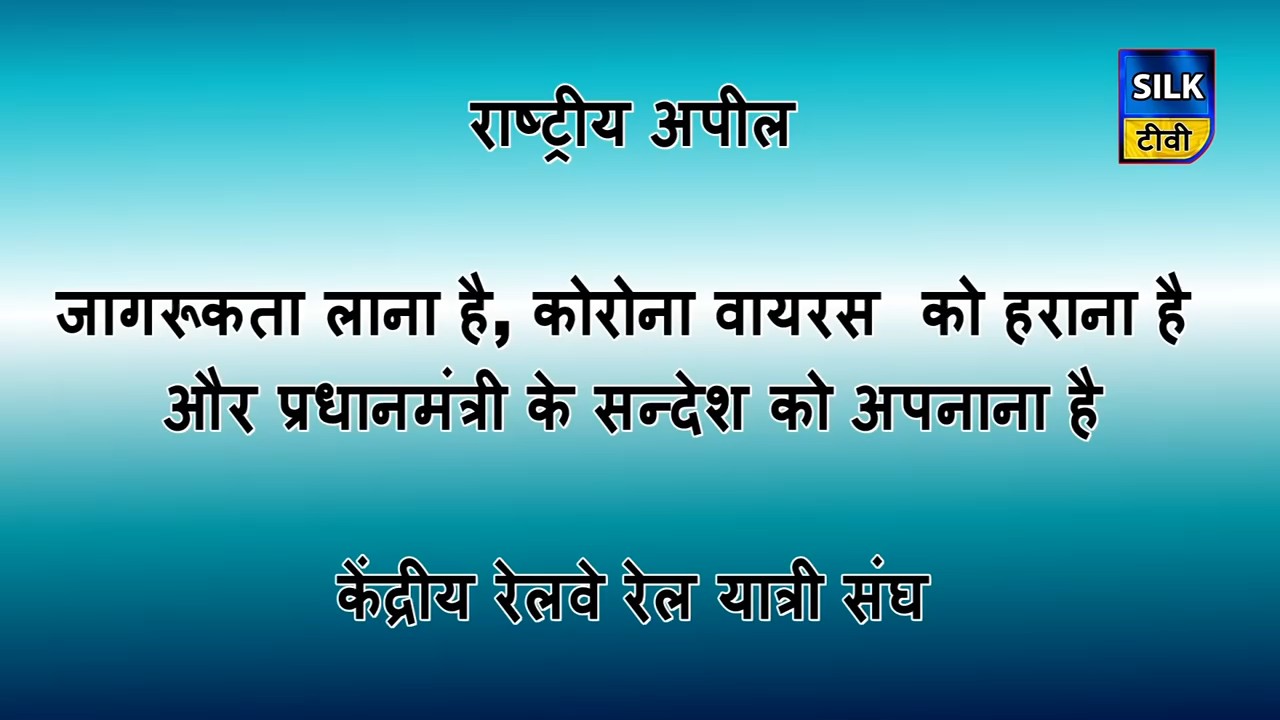 राष्ट्रीय अपील
SILK
टीवी
जागरूकता लाना है, कोरोना वायरस को हराना है
और प्रधानमंत्री के सन्देश को अपनाना है
केंद्रीय रेलवे रेल यात्री संघ